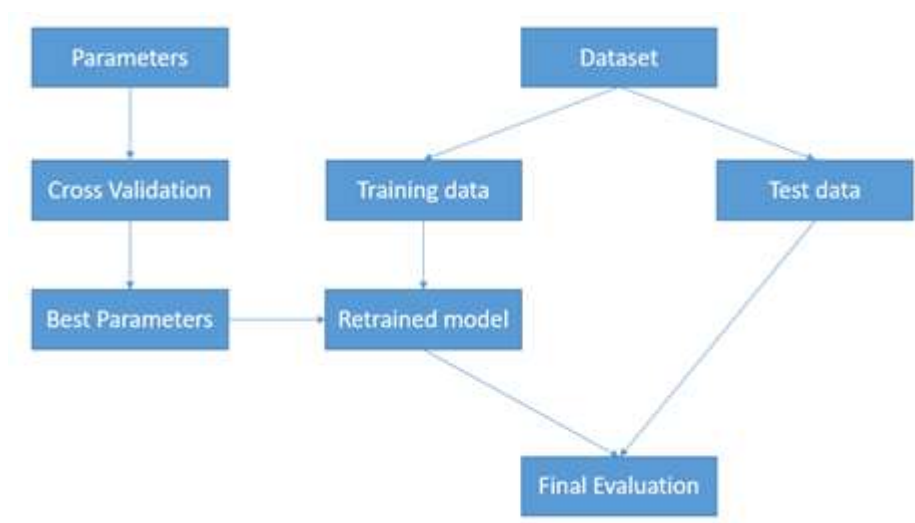 Parameters
Dataset
Cross Validation
Training data
Test data
Best Parameters
Retrained model
Final Evaluation